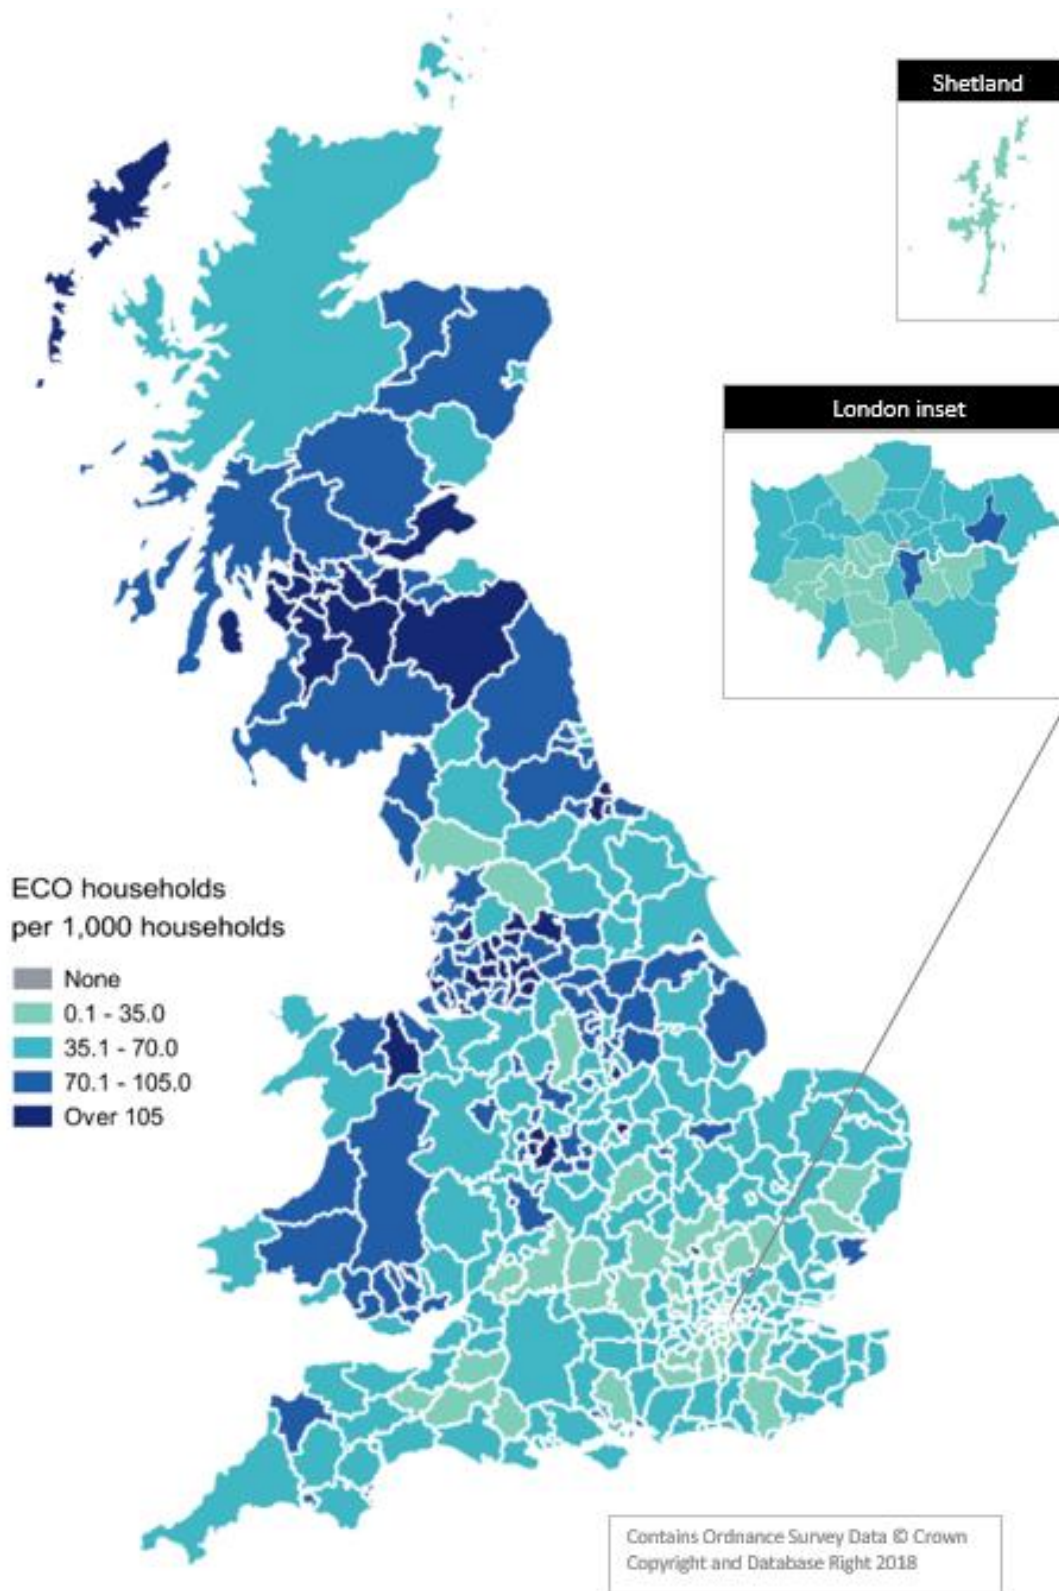 Shetland
London inset
ECO households
per 1,000 households
None
0.1 - 35.0
35.1 - 70.0
70.1 - 105.0
Over 105
Contains Ordnance Survey Data © Crown
Copyright and Database Right 2018